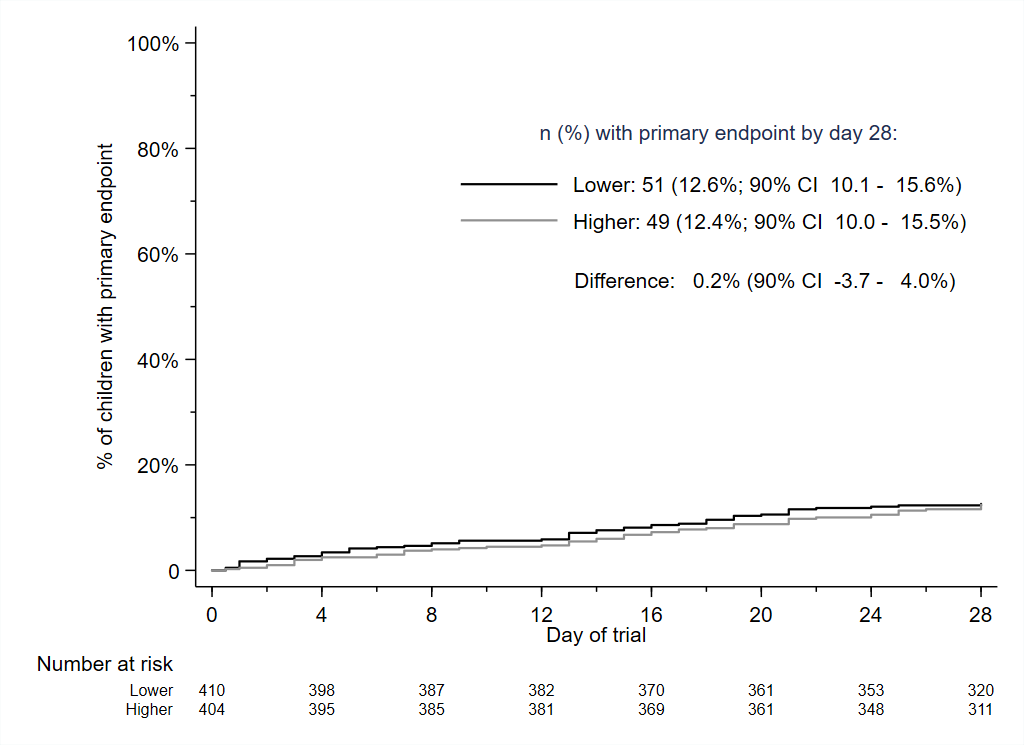 100%
80%
60%
40%
20%
0
% of children with primary endpoint
n (%) with primary endpoint by day 28:
Lower: 51 (12.6%; 90% CI 10.1 - 15.6%)
Higher: 49 (12.4%; 90% CI 10.0 - 15.5%)
Difference: 0.2% (90% CI -3.7 - 4.0%)
0 4 8 12 16 20 24 28
Day of trial
Number at risk
Lower 410 398 387 382 370 361 353 320
Higher 404 395 385 381 369 361 348 311